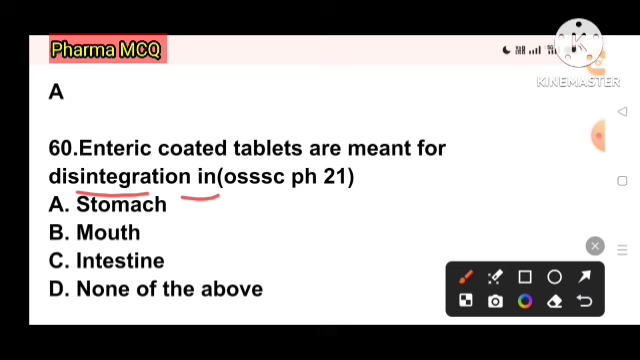 Pharma MCQ
KINEMASTER
A
60.Enteric coated tablets are meant for
disintegration in(osssc ph 21)
A. Stomach
B. Mouth
C. Intestine
D. None of the above